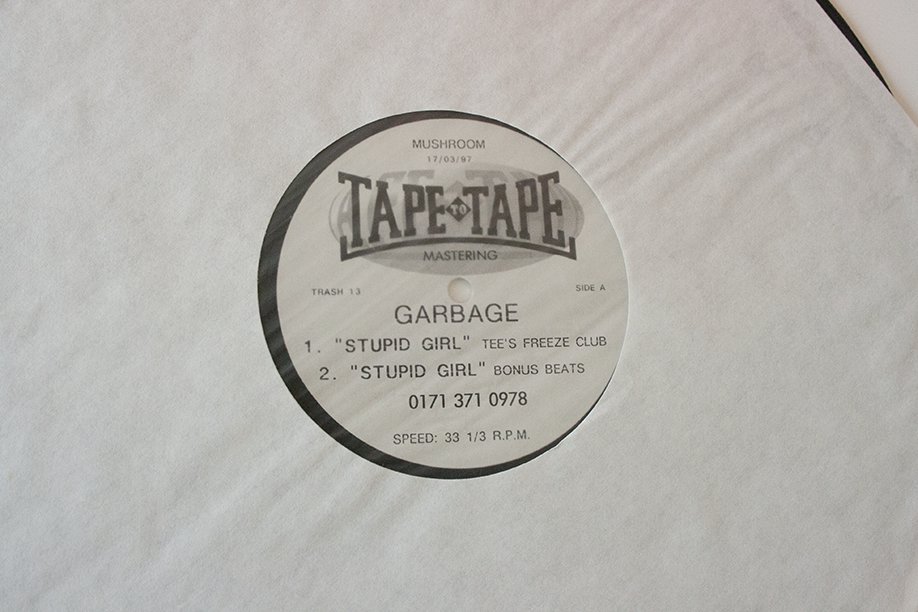 MUSHROOM
17/03/97
TAPE TO TAPE
MASTERING
TRASH 13
SIDE A
GARBAGE
1. "STUPID GIRL" TEE'S FREEZE CLUB
2. "STUPID GIRL" BONUS BEATS
0171 371 0978
SPEED: 33 1/3 R.P.M.